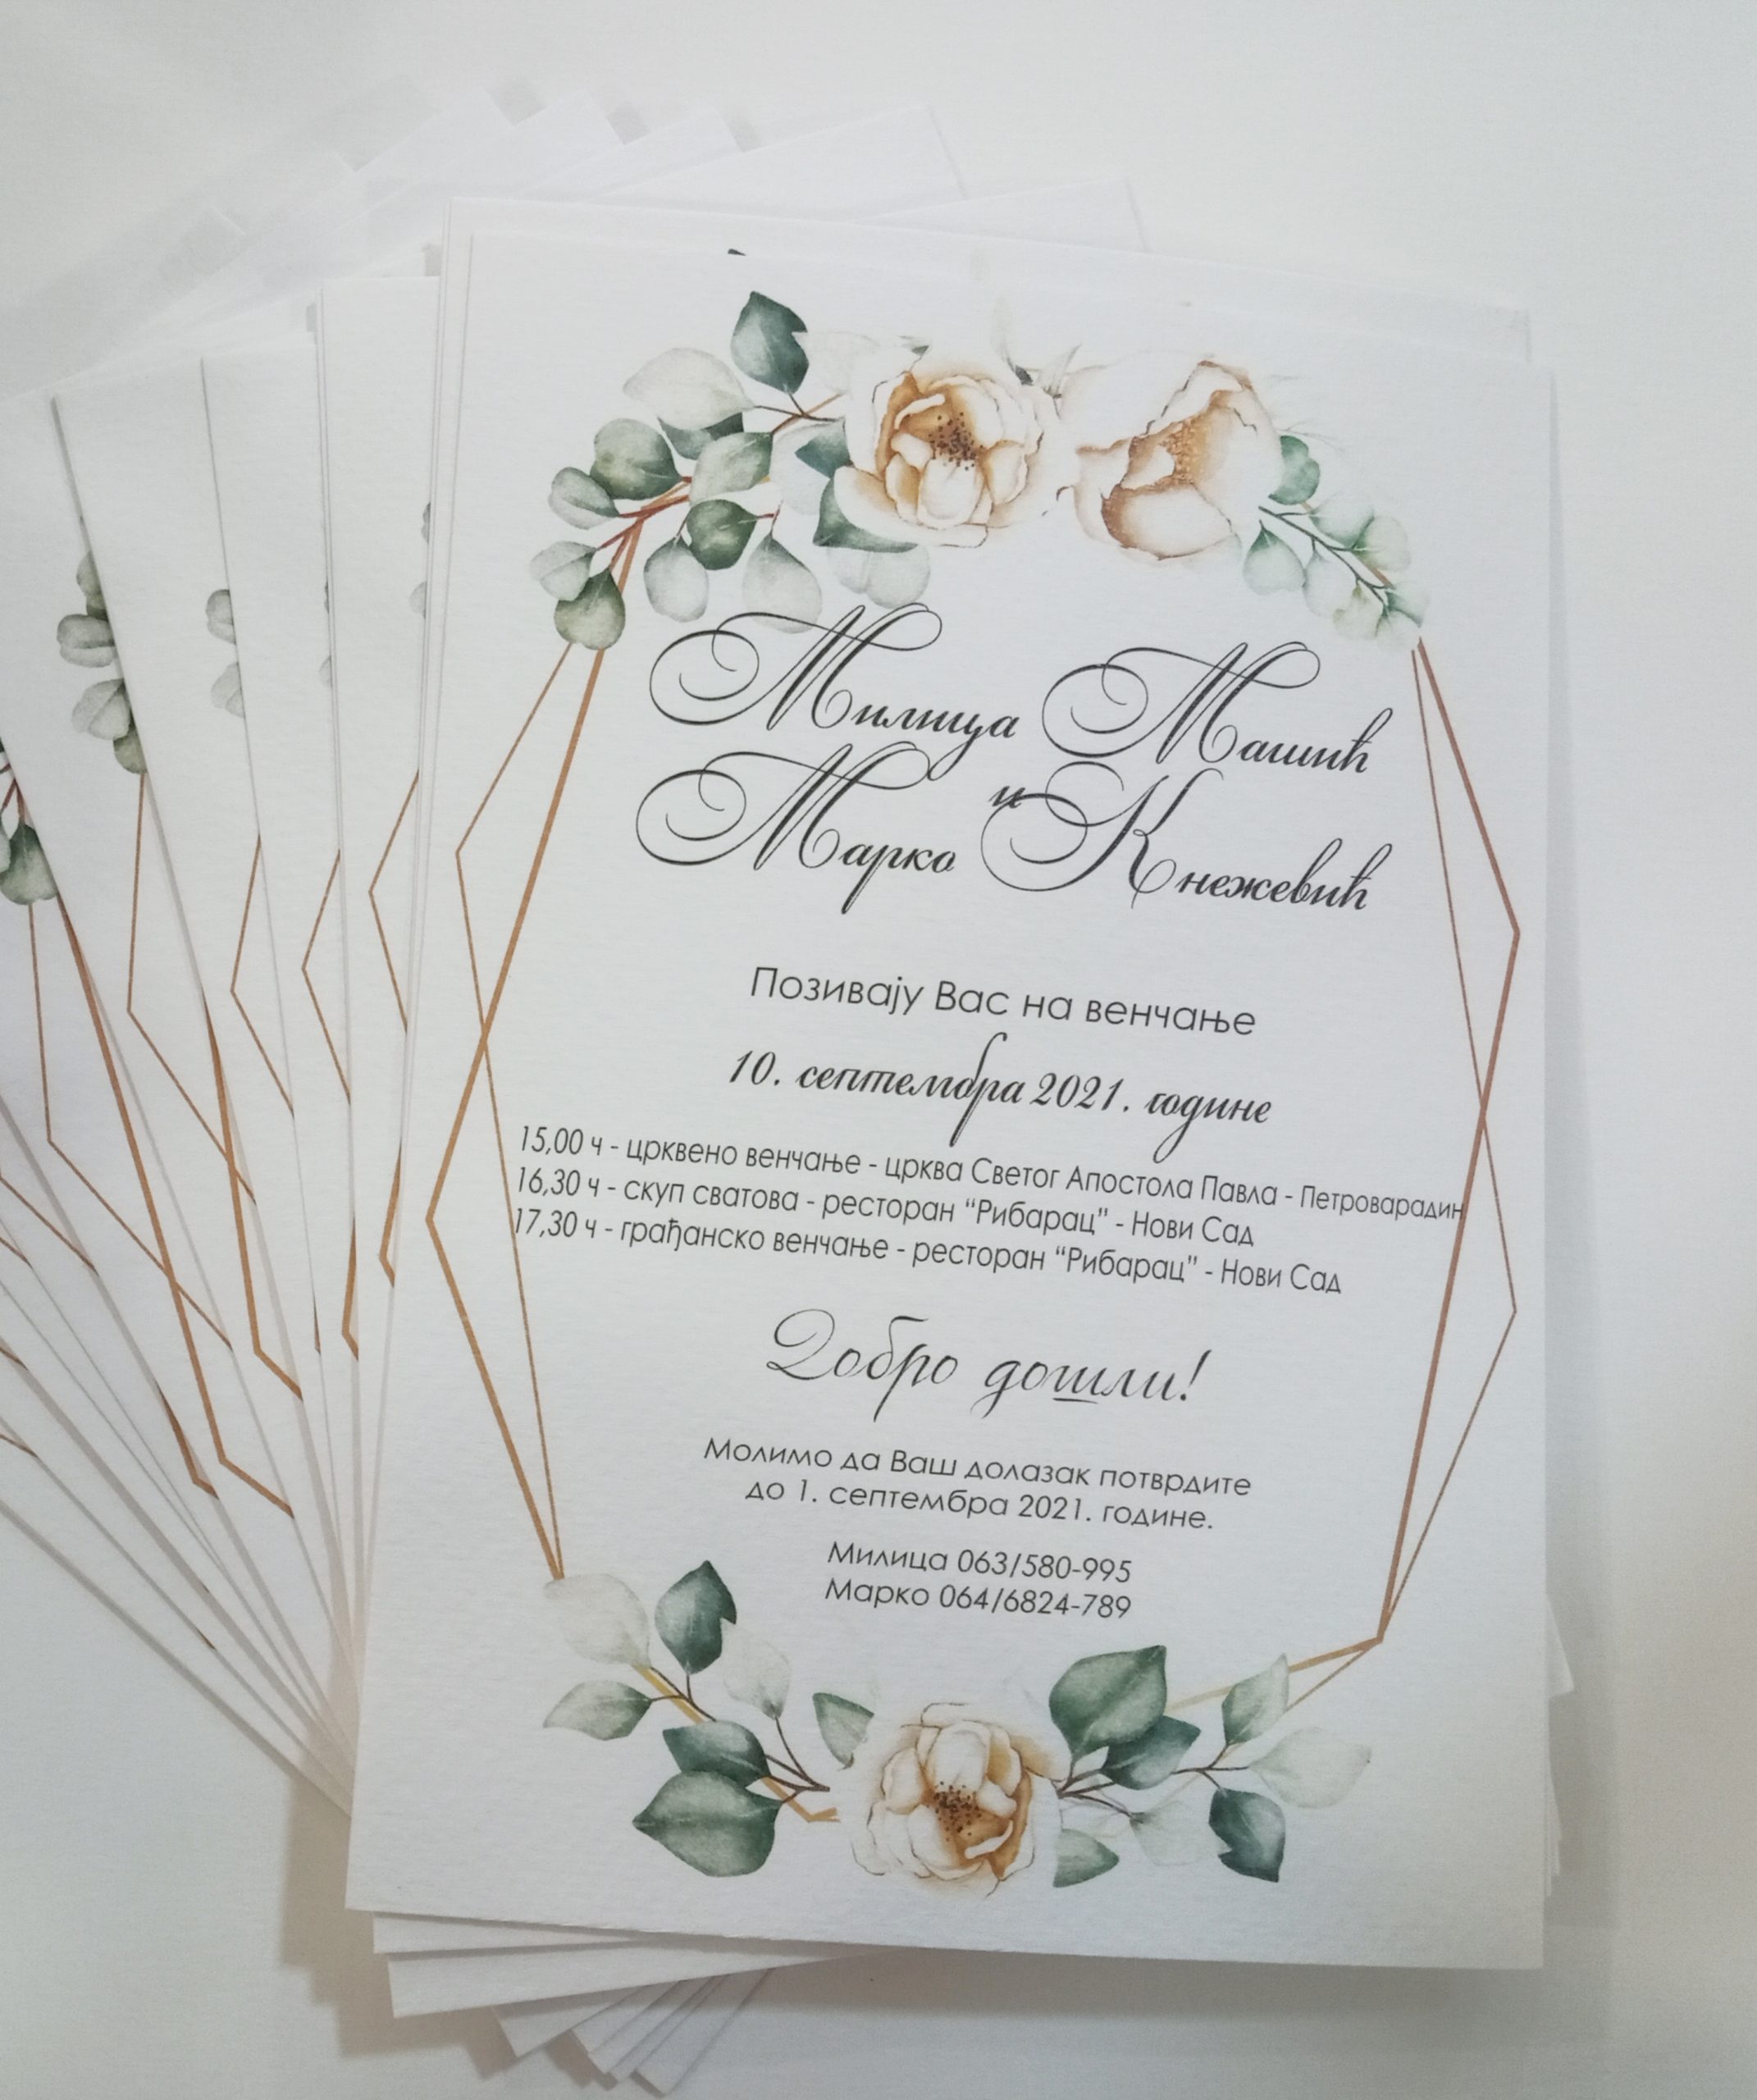 Милица Машић
и
Марко Кнежевић
Позивају Вас на венчање
10. септембра 2021. године
15,00 ч - црквено венчање - црква Светог Апостола Павла - Петроварадин
16,30 ч - скуп сватова - ресторан “Рибарац” - Нови Сад
17,30 ч - грађанско венчање - ресторан “Рибарац” - Нови Сад
Добро дошли!
Молимо да Ваш долазак потврдите
до 1. септембра 2021. године.
Милица 063/580-995
Марко 064/6824-789